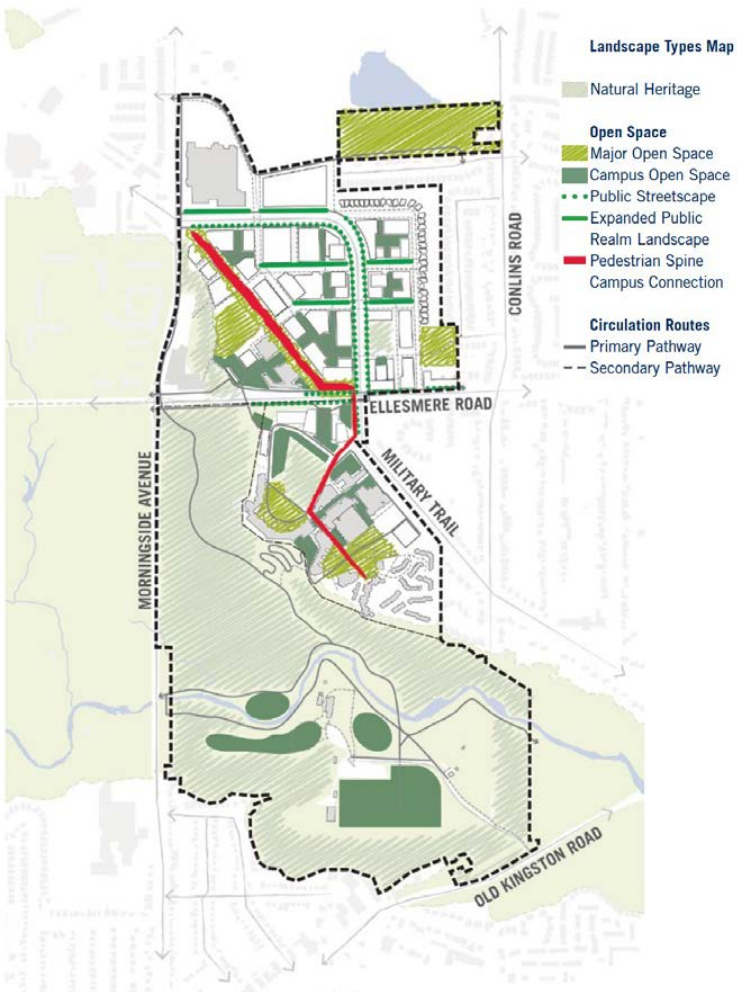 Landscape Types Map
Natural Heritage
Open Space
Major Open Space
Campus Open Space
Public Streetscape
Expanded Public
Realm Landscape
Pedestrian Spine
Campus Connection
Circulation Routes
Primary Pathway
Secondary Pathway
CONLINS ROAD
ELLESMERE ROAD
MILITARY TRAIL
MORNINGSIDE AVENUE
OLD KINGSTON ROAD